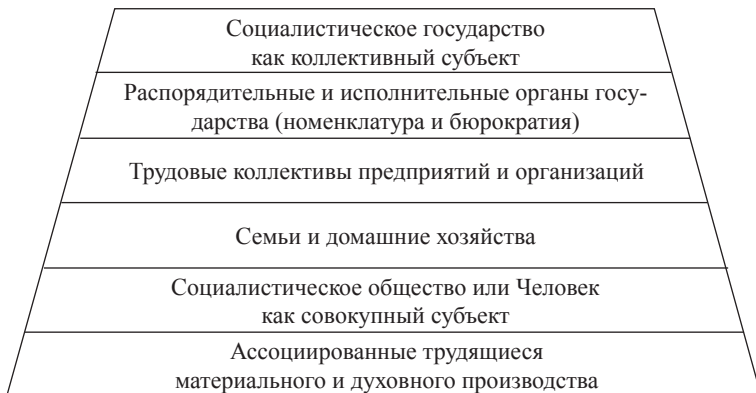 Социалистическое государство
как коллективный субъект
Распорядительные и исполнительные органы госу-
дарства (номенклатура и бюрократия)
Трудовые коллективы предприятий и организаций
Семьи и домашние хозяйства
Социалистическое общество или Человек
как совокупный субъект
Ассоциированные трудящиеся
материального и духовного производства